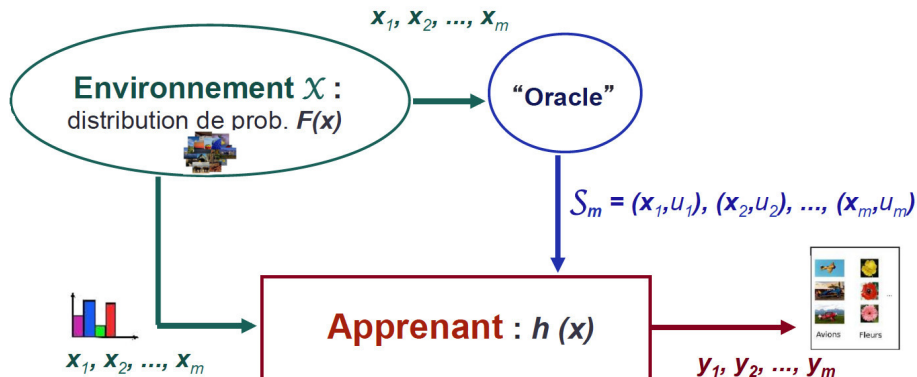 x1, x2, ..., xm
Environnement X :
distribution de prob. F(x)
“Oracle”
Sm = (x1,u1), (x2,u2), ..., (xm,um)
Apprenant : h (x)
...
Avions Fleurs
x1, x2, ..., xm
y1, y2, ..., ym